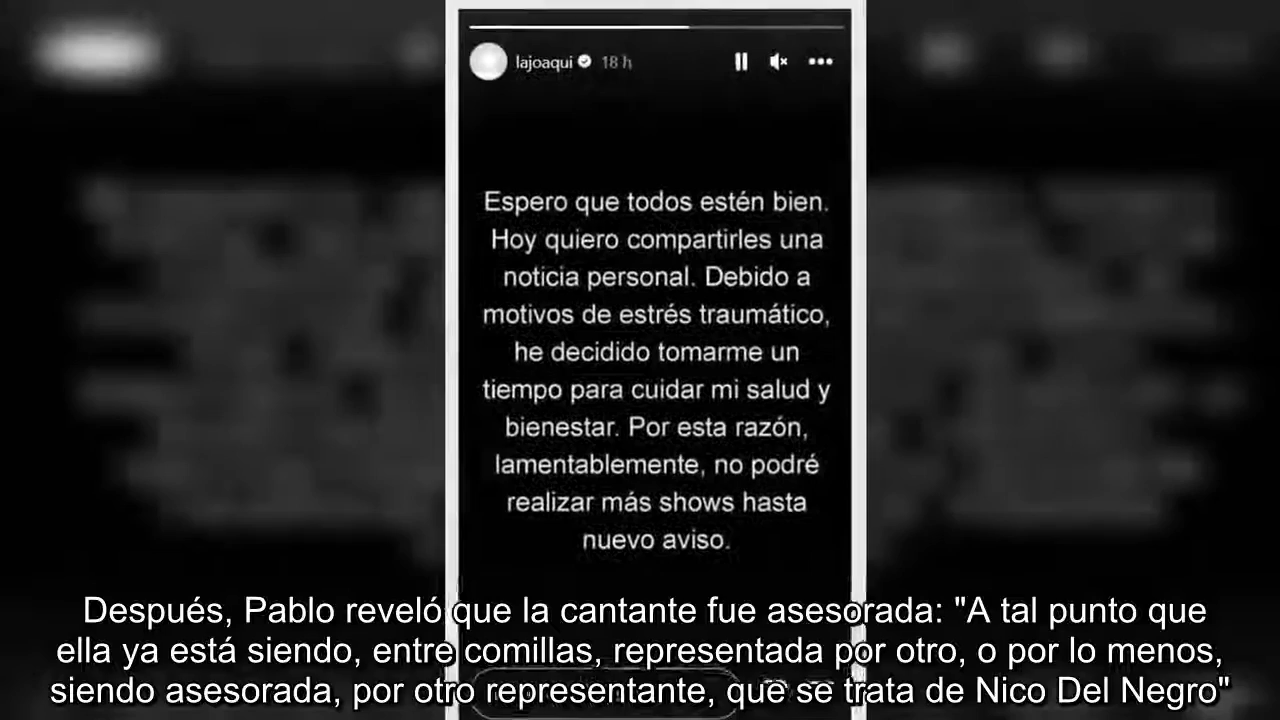 lajoaqui 18 h
Espero que todos estén bien.
Hoy quiero compartirles una
noticia personal. Debido a
motivos de estrés traumático,
he decidido tomarme un
tiempo para cuidar mi salud y
bienestar. Por esta razón,
lamentablemente, no podré
realizar más shows hasta
nuevo aviso.
Después, Pablo reveló que la cantante fue asesorada: "A tal punto que
ella ya está siendo, entre comillas, representada por otro, o por lo menos,
siendo asesorada, por otro representante, que se trata de Nico Del Negro"